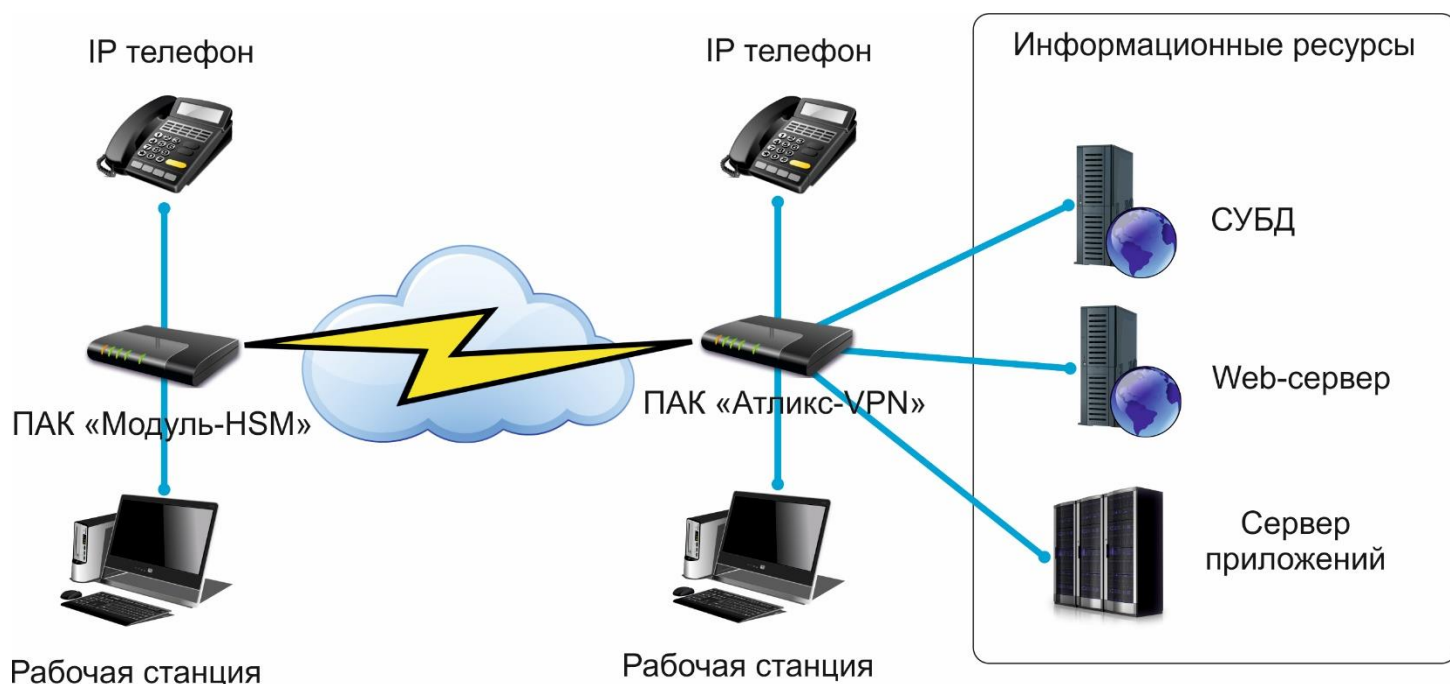 IP телефон
IP телефон
Информационные ресурсы
СУБД
Web-сервер
ПАК «Модуль-HSM»
ПАК «Атликс-VPN»
Сервер
приложений
Рабочая станция
Рабочая станция